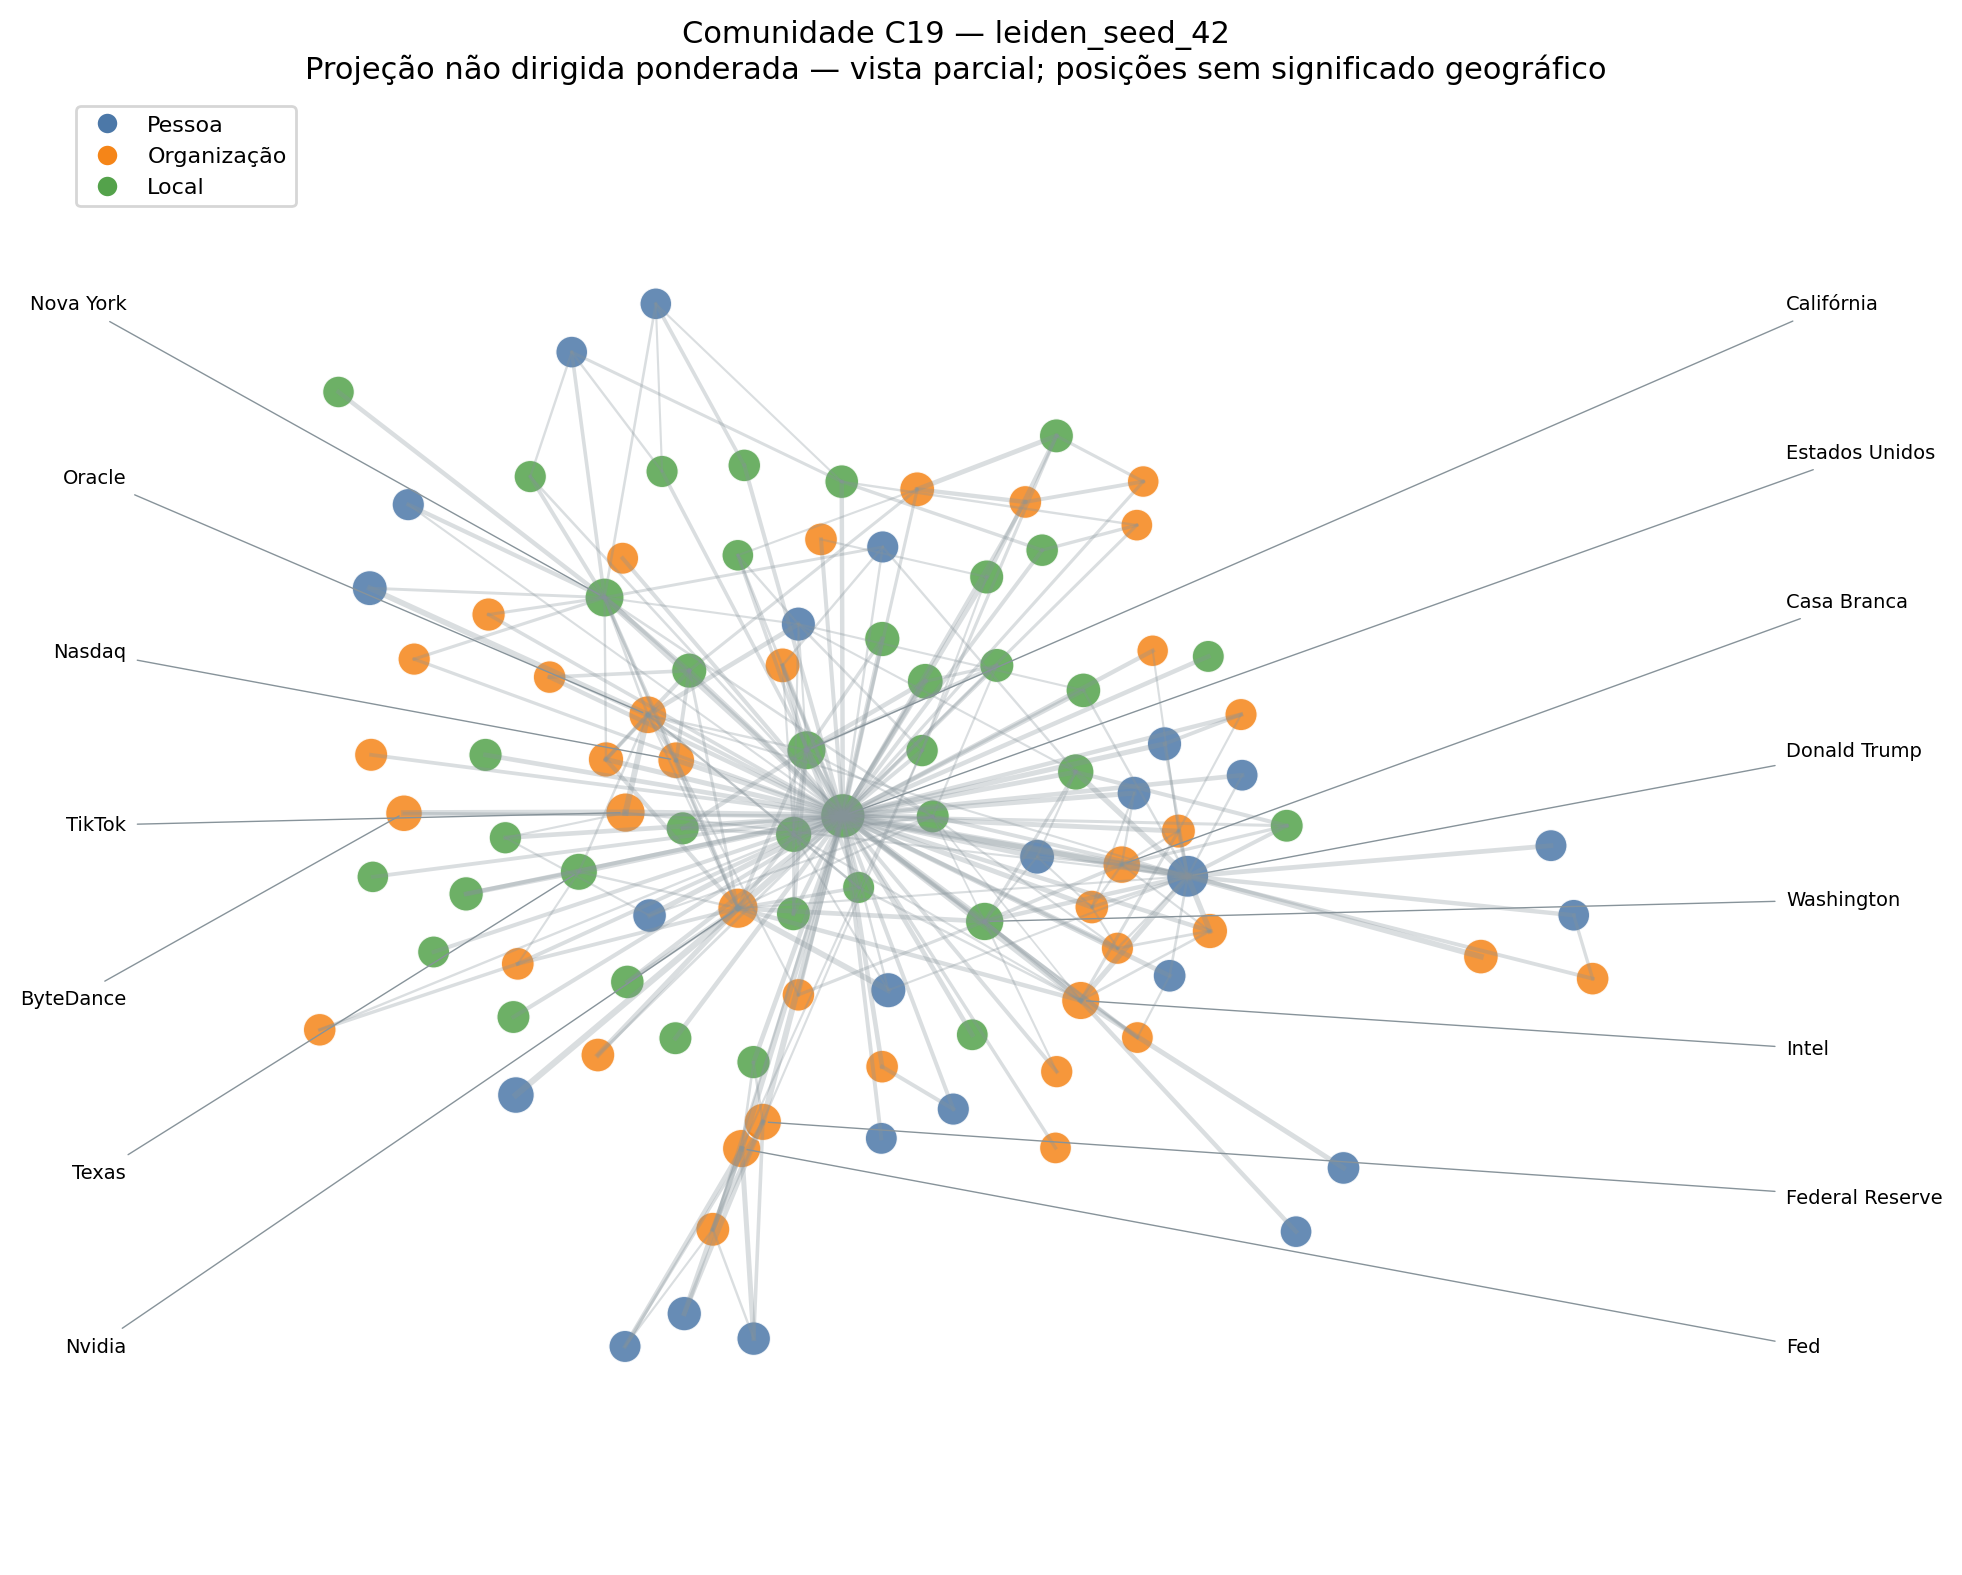 Comunidade C19 — leiden_seed_42
Projeção não dirigida ponderada — vista parcial; posições sem significado geográfico
Pessoa
Organização
Local
Nova York
Oracle
Nasdaq
TikTok
ByteDance
Texas
Nvidia
Califórnia
Estados Unidos
Casa Branca
Donald Trump
Washington
Intel
Federal Reserve
Fed